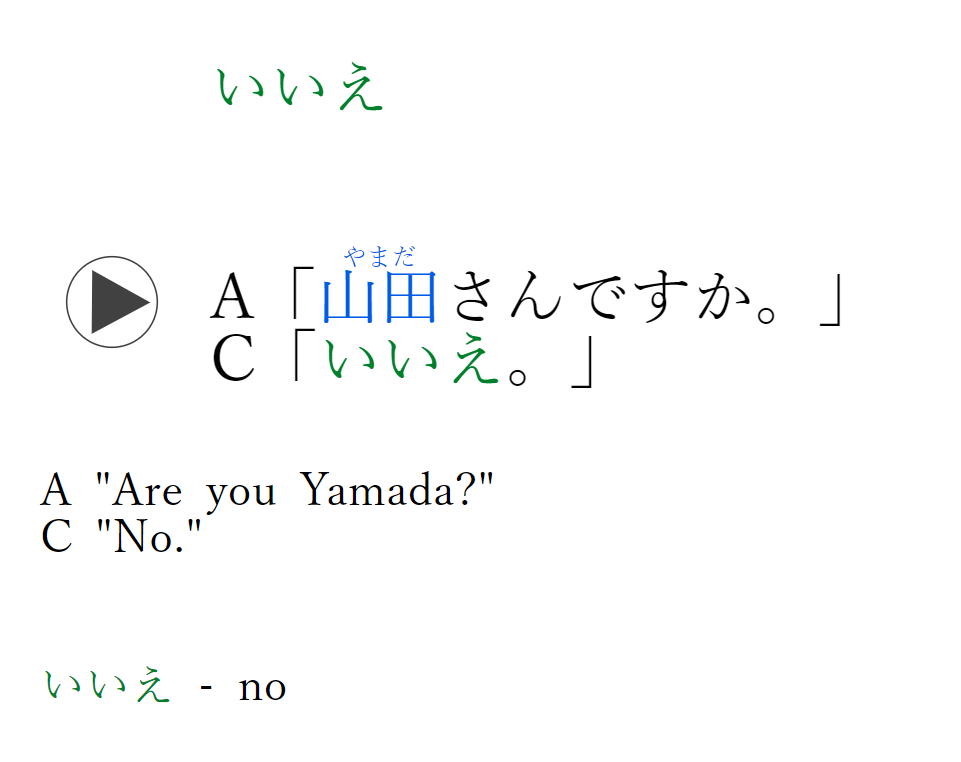 いいえ
やまだ
A「山田さんですか。」
C「いいえ。」
A "Are you Yamada?"
C "No."
いいえ - no